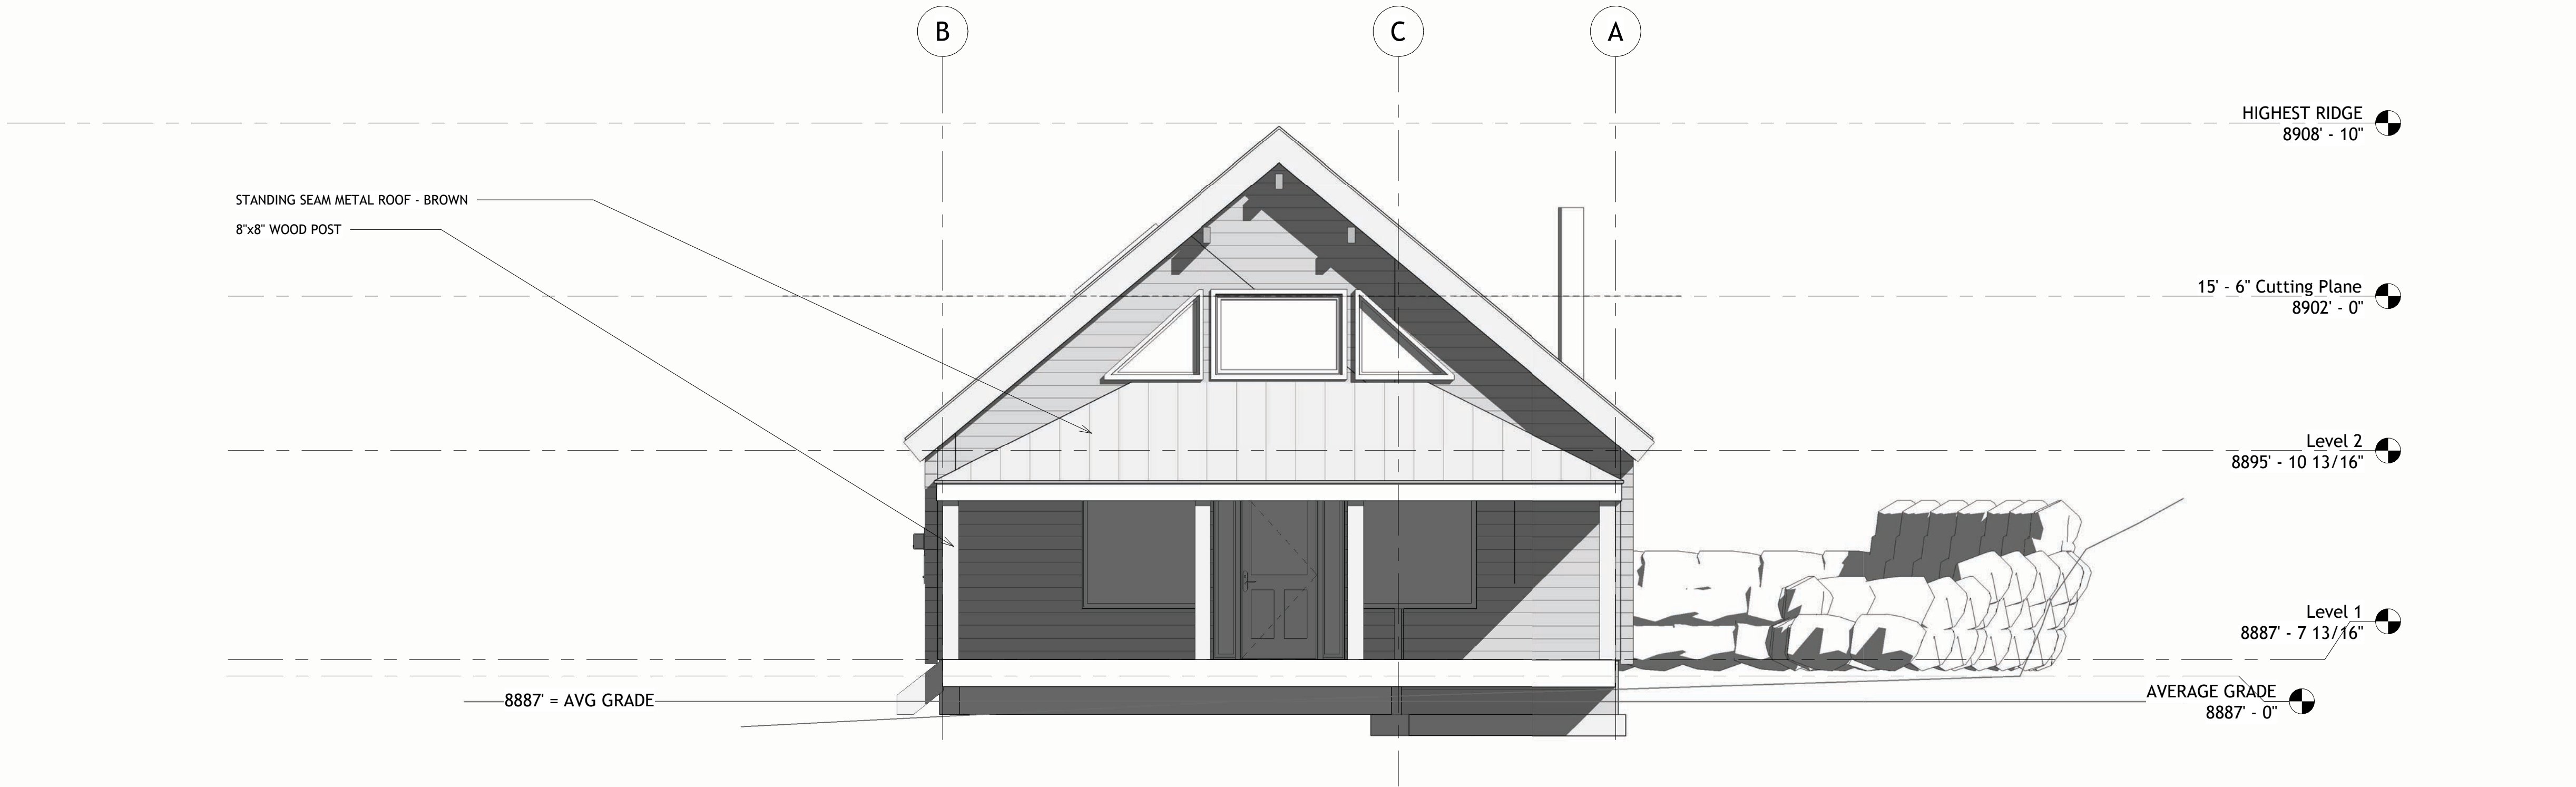 B
C
A
HIGHEST RIDGE
8908' - 10"
STANDING SEAM METAL ROOF - BROWN
8"x8" WOOD POST
15' - 6" Cutting Plane
8902' - 0"
Level 2
8895' - 10 13/16"
Level 1
8887' - 7 13/16"
8887' = AVG GRADE
AVERAGE GRADE
8887' - 0"